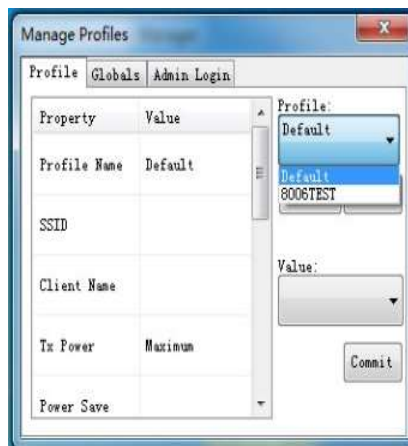 Manage Profiles
Profile Globals Admin Login
Property Value
Profile Name Default
SSID
Client Name
Tx Power Maximum
Power Save
Profile:
Default
Default
8006TEST
Value:
Commit